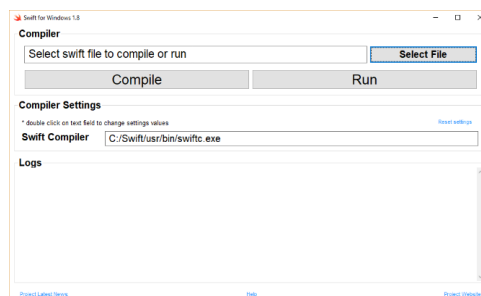 Swift for Windows 1.8
Compiler
Select swift file to compile or run
Select File
Compile
Run
Compiler Settings
* double click on text field to change settings values
Reset settings
Swift Compiler
C:/Swift/usr/bin/swiftc.exe
Logs
Project Latest News
Help
Project Website